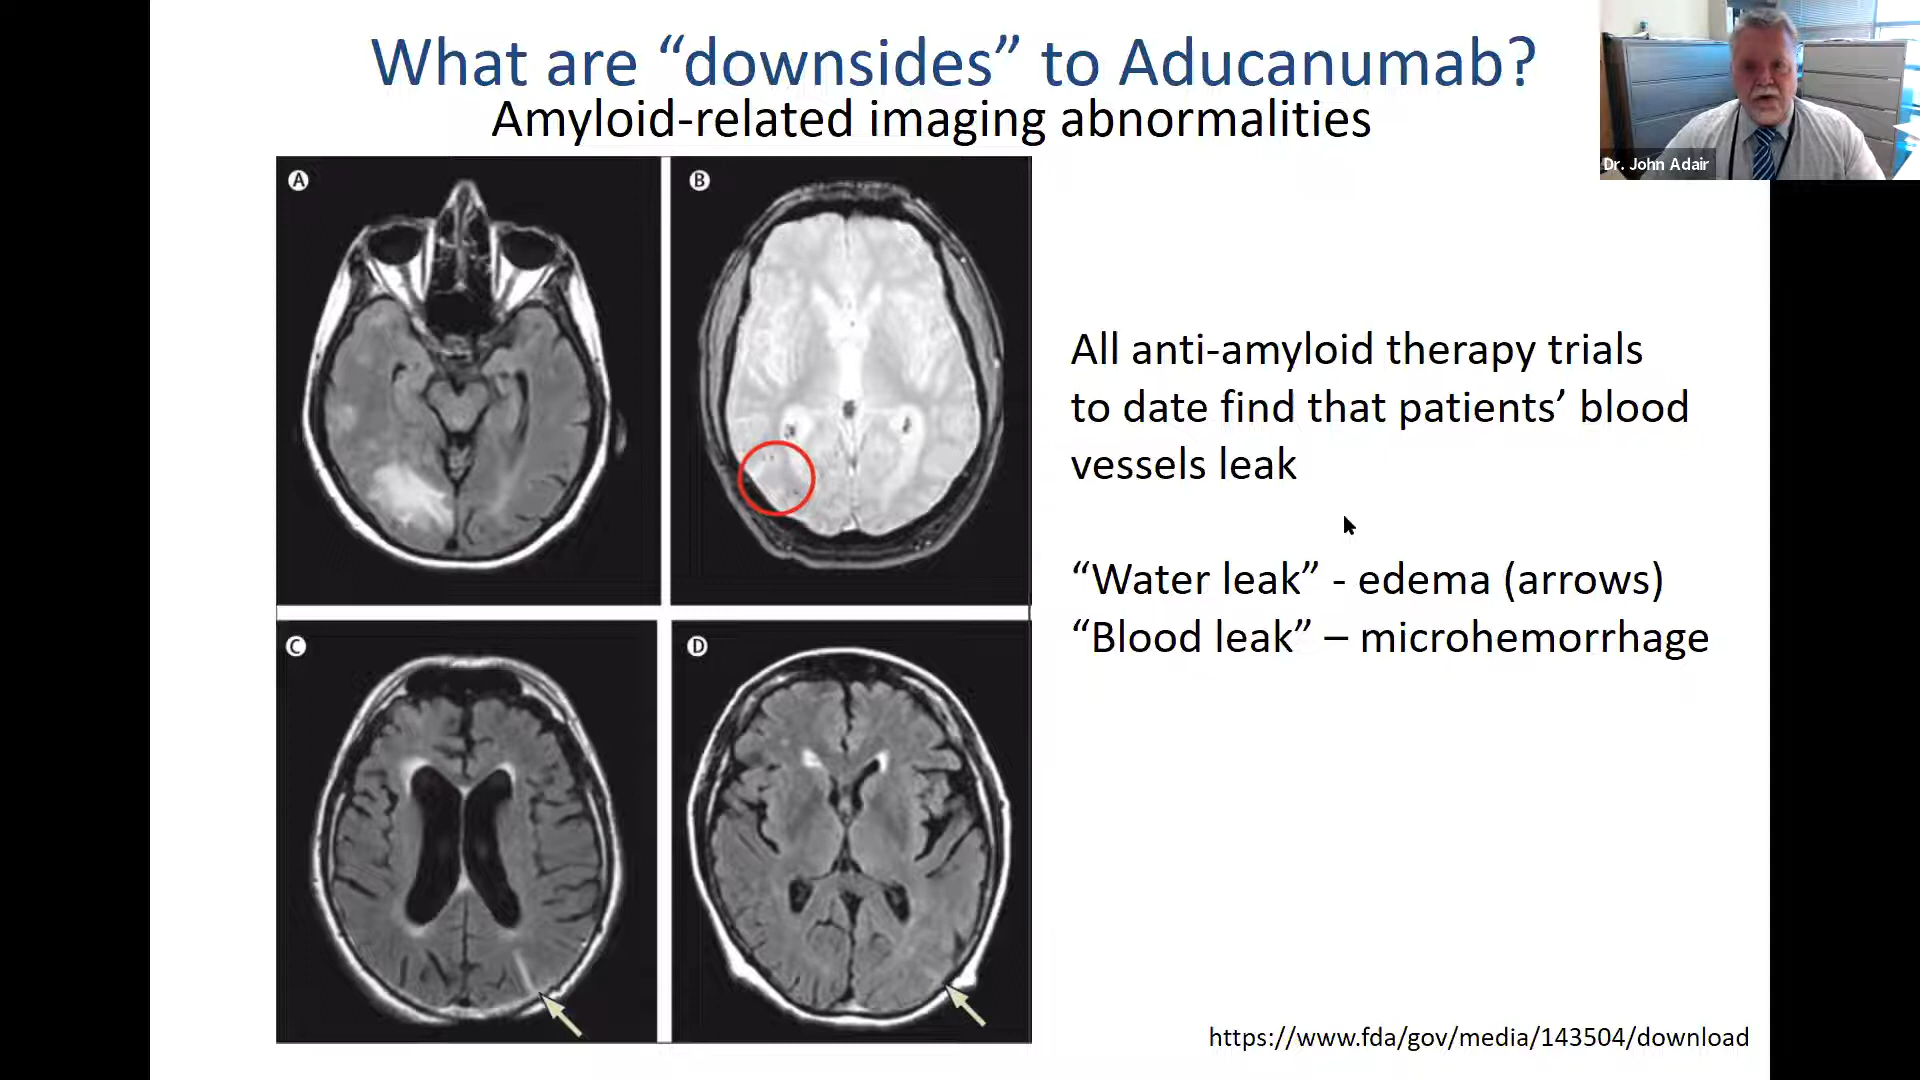 What are “downsides” to Aducanumab?
Amyloid-related imaging abnormalities
Dr. John Adair
A
B
All anti-amyloid therapy trials
to date find that patients’ blood
vessels leak
“Water leak” - edema (arrows)
“Blood leak” – microhemorrhage
C
D
https://www.fda/gov/media/143504/download